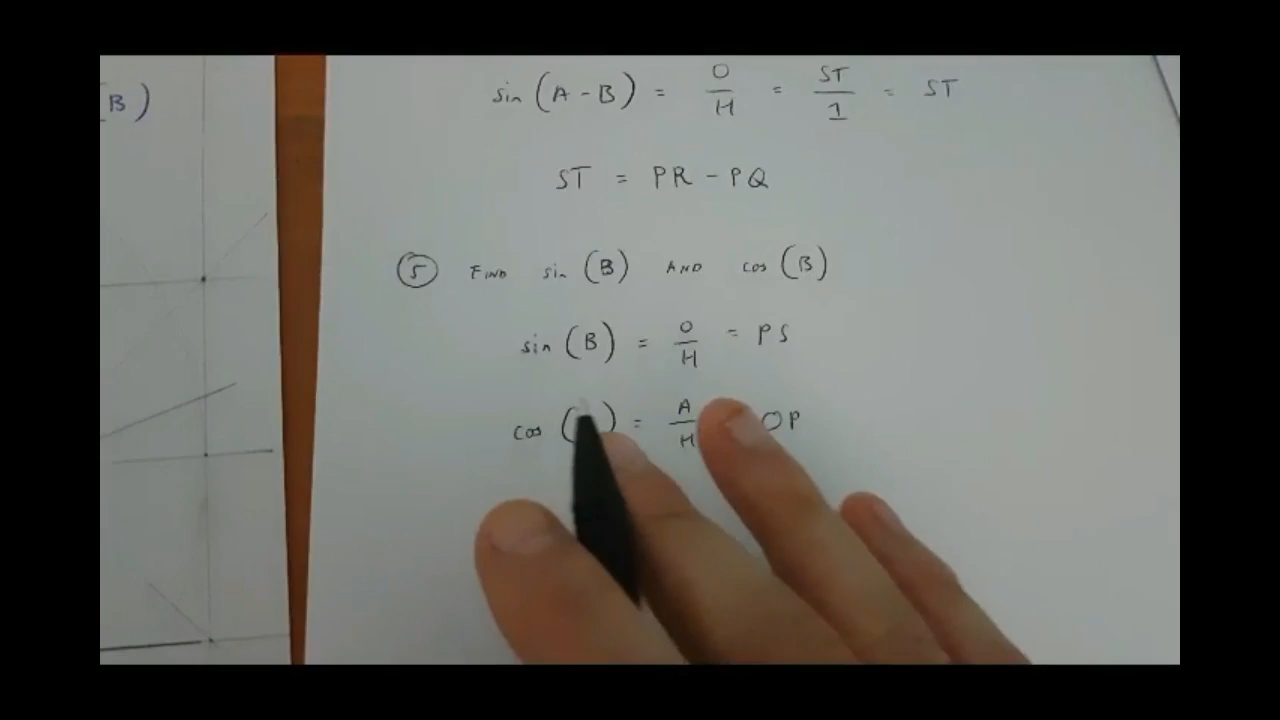 B)
sin (A - B) = O/H = ST/1 = ST
ST = PR - PQ
⑤ FIND sin (B) AND cos (B)
sin (B) = O/H = PS
cos ( ) = A/H OP